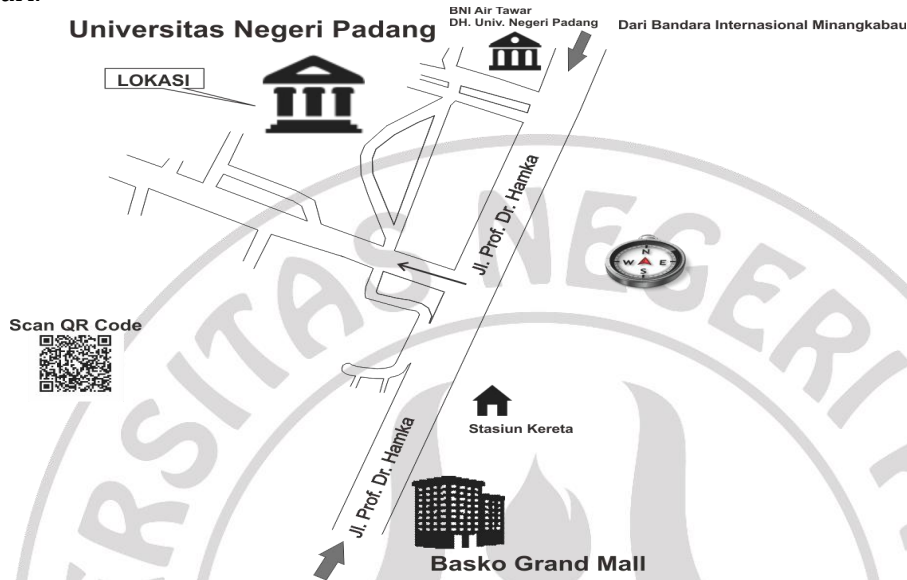 BNI Air Tawar
DH. Univ. Negeri Padang
Dari Bandara Internasional Minangkabau
Universitas Negeri Padang
LOKASI
Jl. Prof. Dr. Hamka
N
W E
S
Scan QR Code
Stasiun Kereta
Jl. Prof. Dr. Hamka
Basko Grand Mall